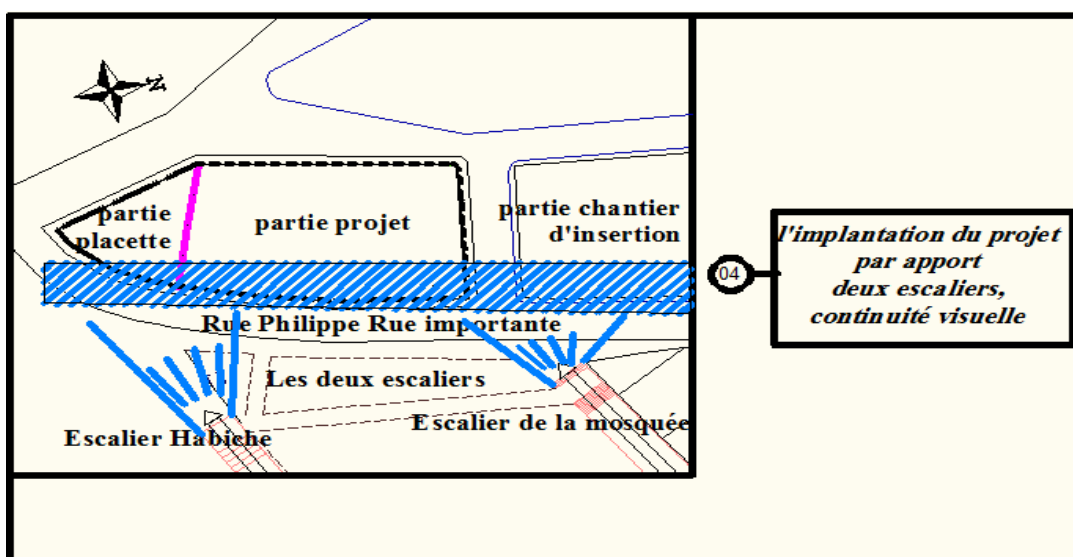 N
partie
placette
partie projet
partie chantier
d'insertion
Rue Philippe Rue importante
Les deux escaliers
Escalier Habiche
Escalier de la mosquée
04
l'implantation du projet
par apport
deux escaliers,
continuité visuelle